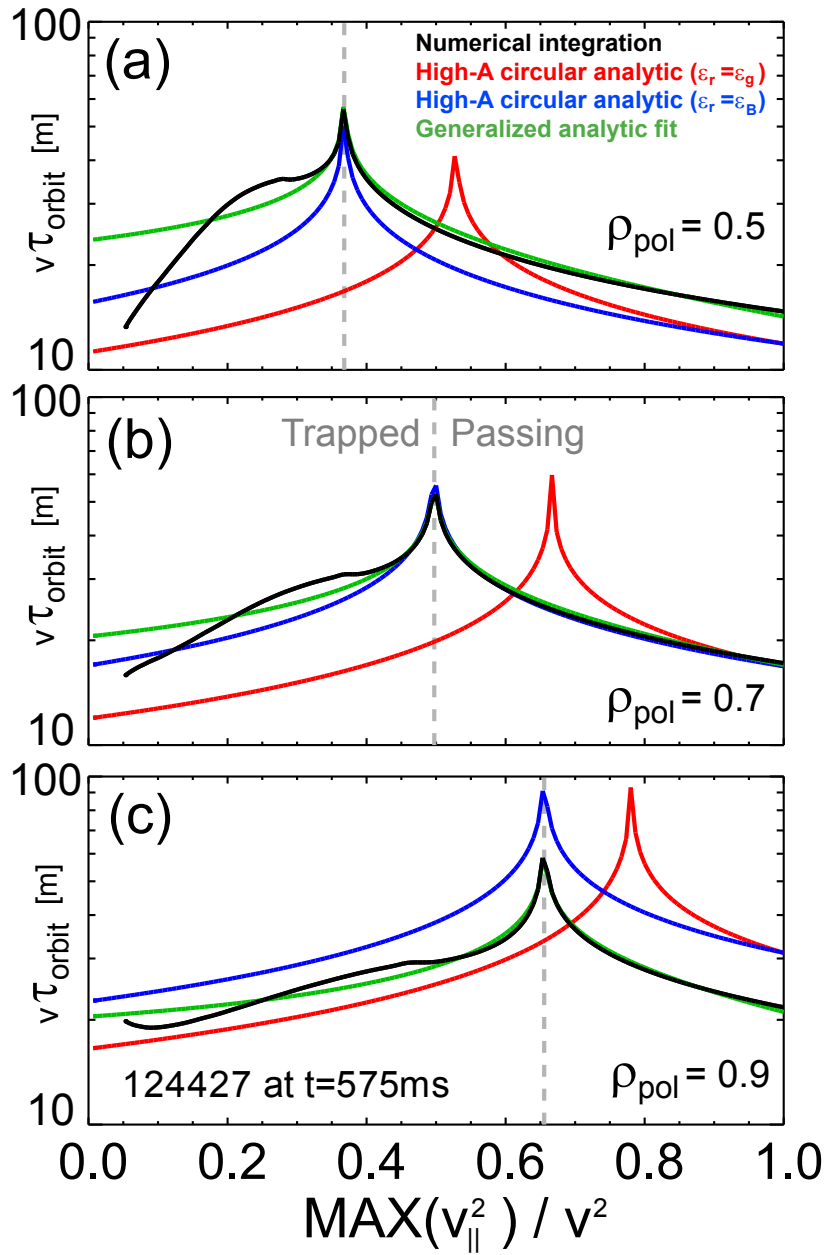 100
(a)
Numerical integration
High-A circular analytic (εr =εg)
High-A circular analytic (εr =εB)
Generalized analytic fit
vτorbit [m]
ρpol = 0.5
10
100
(b)
Trapped
Passing
vτorbit [m]
ρpol = 0.7
10
100
(c)
vτorbit [m]
124427 at t=575ms
ρpol = 0.9
10
0.0 0.2 0.4 0.6 0.8 1.0
MAX(v||²) / v²